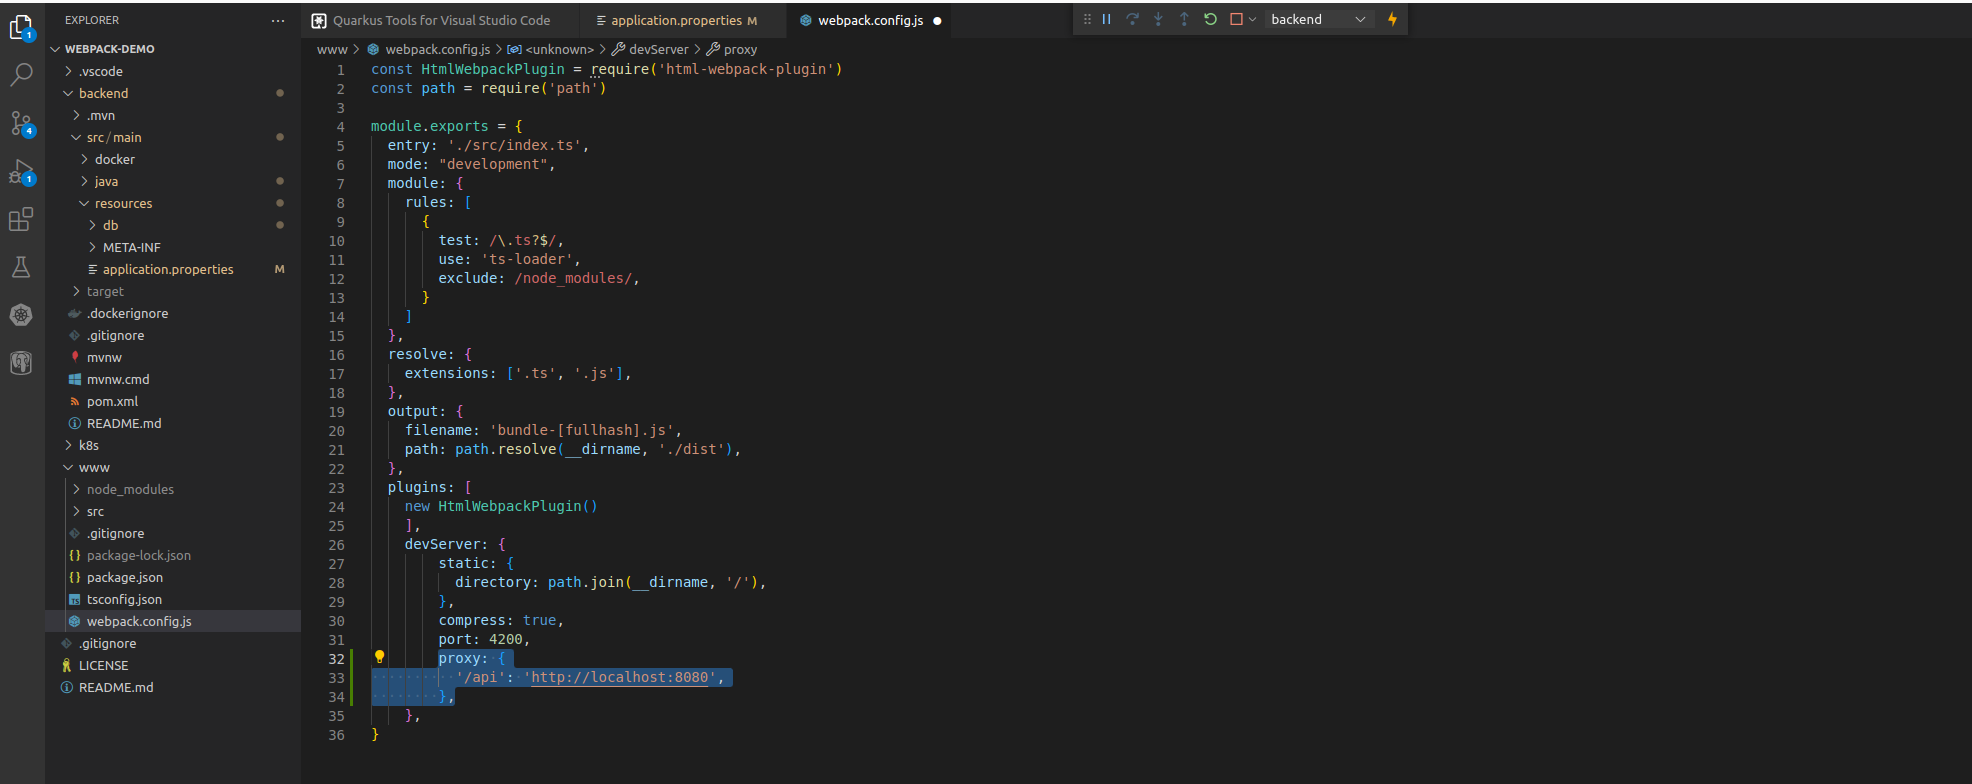 EXPLORER
Quarkus Tools for Visual Studio Code
application.properties M
webpack.config.js
backend
www > webpack.config.js > <unknown> > devServer > proxy
1
4
1
WEBPACK-DEMO
.vscode
backend
.mvn
src/main
docker
java
resources
db
META-INF
application.properties M
target
.dockerignore
.gitignore
mvnw
mvnw.cmd
pom.xml
README.md
k8s
www
node_modules
src
.gitignore
package-lock.json
package.json
tsconfig.json
webpack.config.js
.gitignore
LICENSE
README.md
1 const HtmlWebpackPlugin = require('html-webpack-plugin')
2 const path = require('path')
3
4 module.exports = {
5 entry: './src/index.ts',
6 mode: "development",
7 module: {
8 rules: [
9 {
10 test: /\.ts?$/,
11 use: 'ts-loader',
12 exclude: /node_modules/,
13 }
14 ]
15 },
16 resolve: {
17 extensions: ['.ts', '.js'],
18 },
19 output: {
20 filename: 'bundle-[fullhash].js',
21 path: path.resolve(__dirname, './dist'),
22 },
23 plugins: [
24 new HtmlWebpackPlugin()
25 ],
26 devServer: {
27 static: {
28 directory: path.join(__dirname, '/'),
29 },
30 compress: true,
31 port: 4200,
32 proxy: {
33 '/api': 'http://localhost:8080',
34 },
35 },
36 }